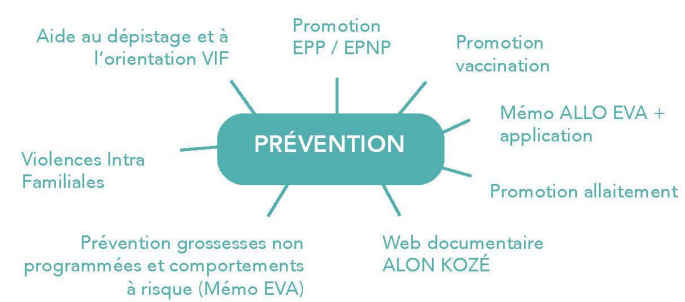 Promotion
EPP / EPNP
Aide au dépistage et à
l'orientation VIF
Promotion
vaccination
Mémo ALLO EVA +
application
PRÉVENTION
Violences Intra
Familiales
Promotion allaitement
Prévention grossesses non
programmées et comportements
à risque (Mémo EVA)
Web documentaire
ALON KOZÉ